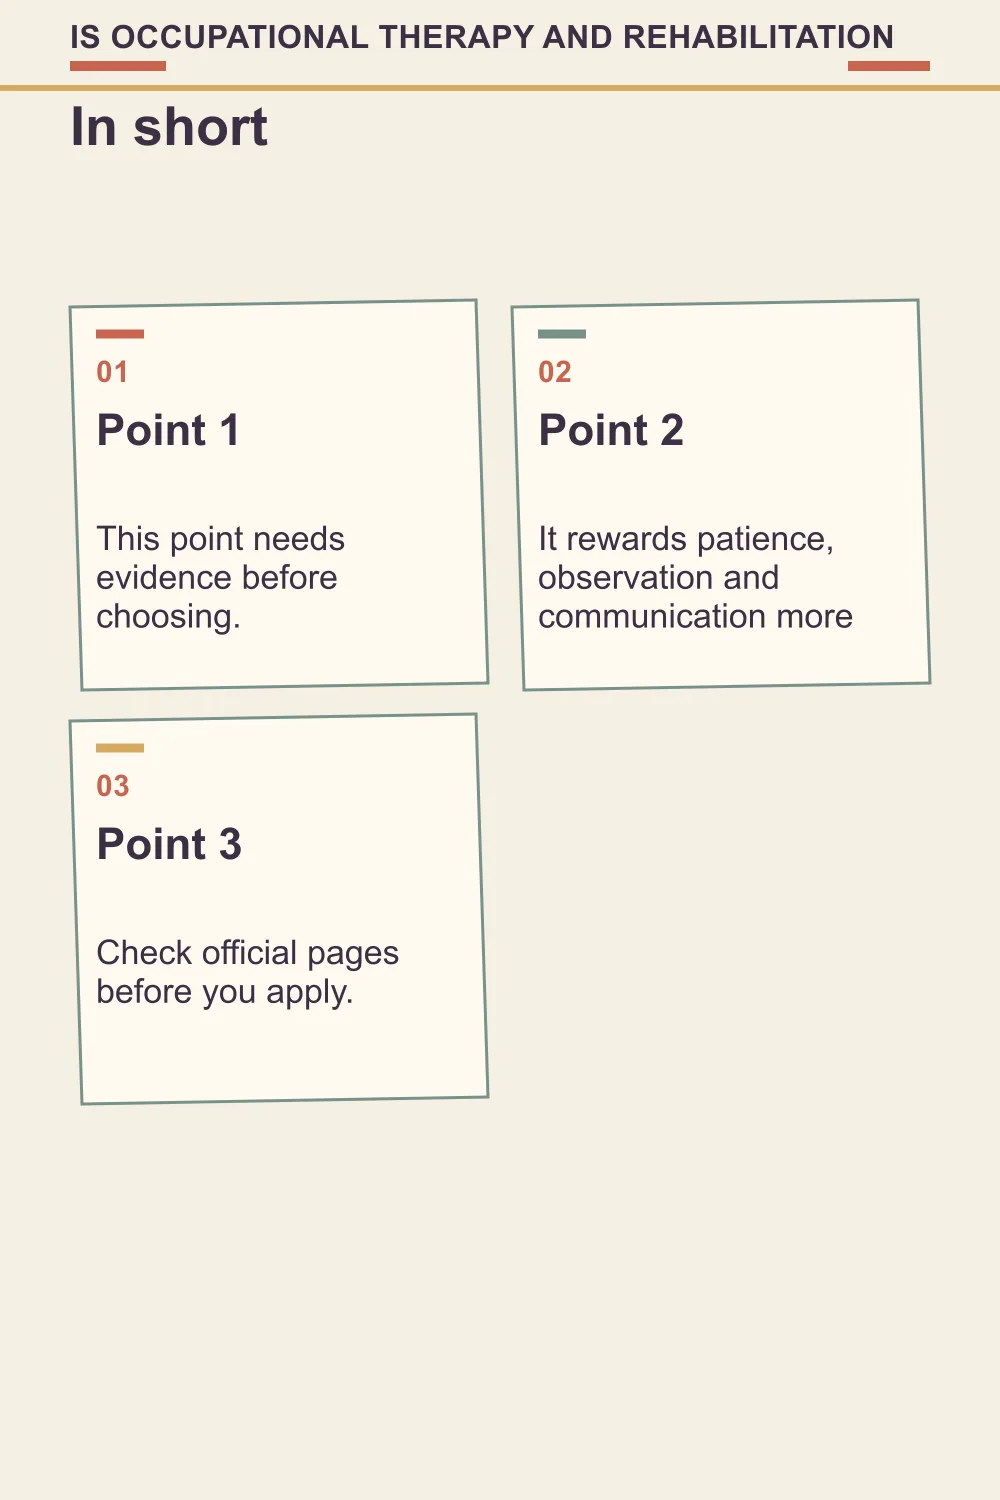 IS OCCUPATIONAL THERAPY AND REHABILITATION
In short
01
Point 1
This point needs
evidence before
choosing.
02
Point 2
It rewards patience,
observation and
communication more
03
Point 3
Check official pages
before you apply.